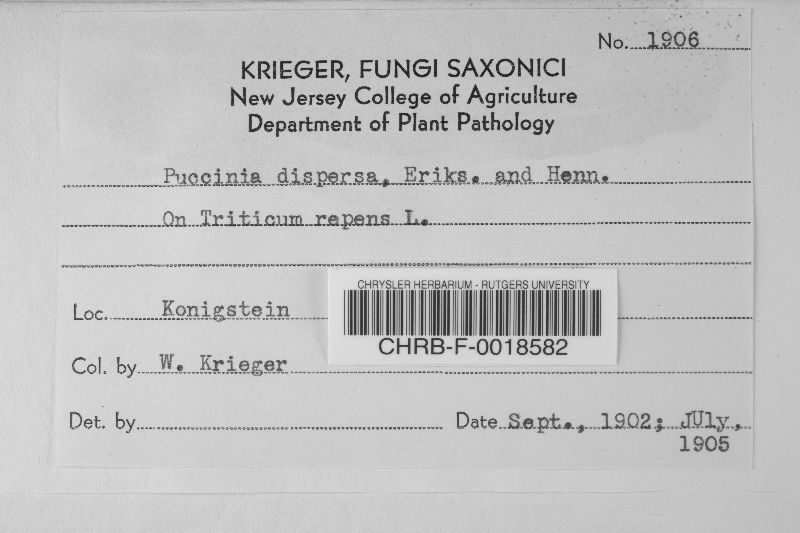 No. 1906
KRIEGER, FUNGI SAXONICI
New Jersey College of Agriculture
Department of Plant Pathology
Puccinia dispersa, Eriks. and Henn.
On Triticum repens L.
CHRYSLER HERBARIUM - RUTGERS UNIVERSITY
CHRB-F-0018582
Loc. Konigstein
Col. by W. Krieger
Det. by
Date Sept., 1902; JUly,
1905